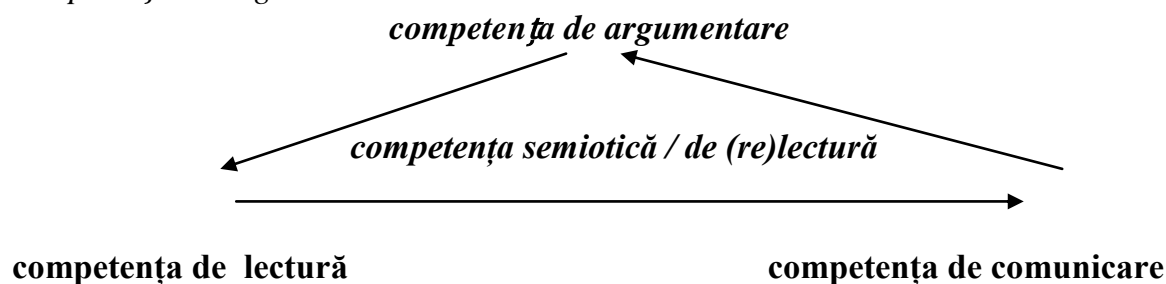 competența de argumentare
competența semiotică / de (re)lectură
competența de lectură competența de comunicare